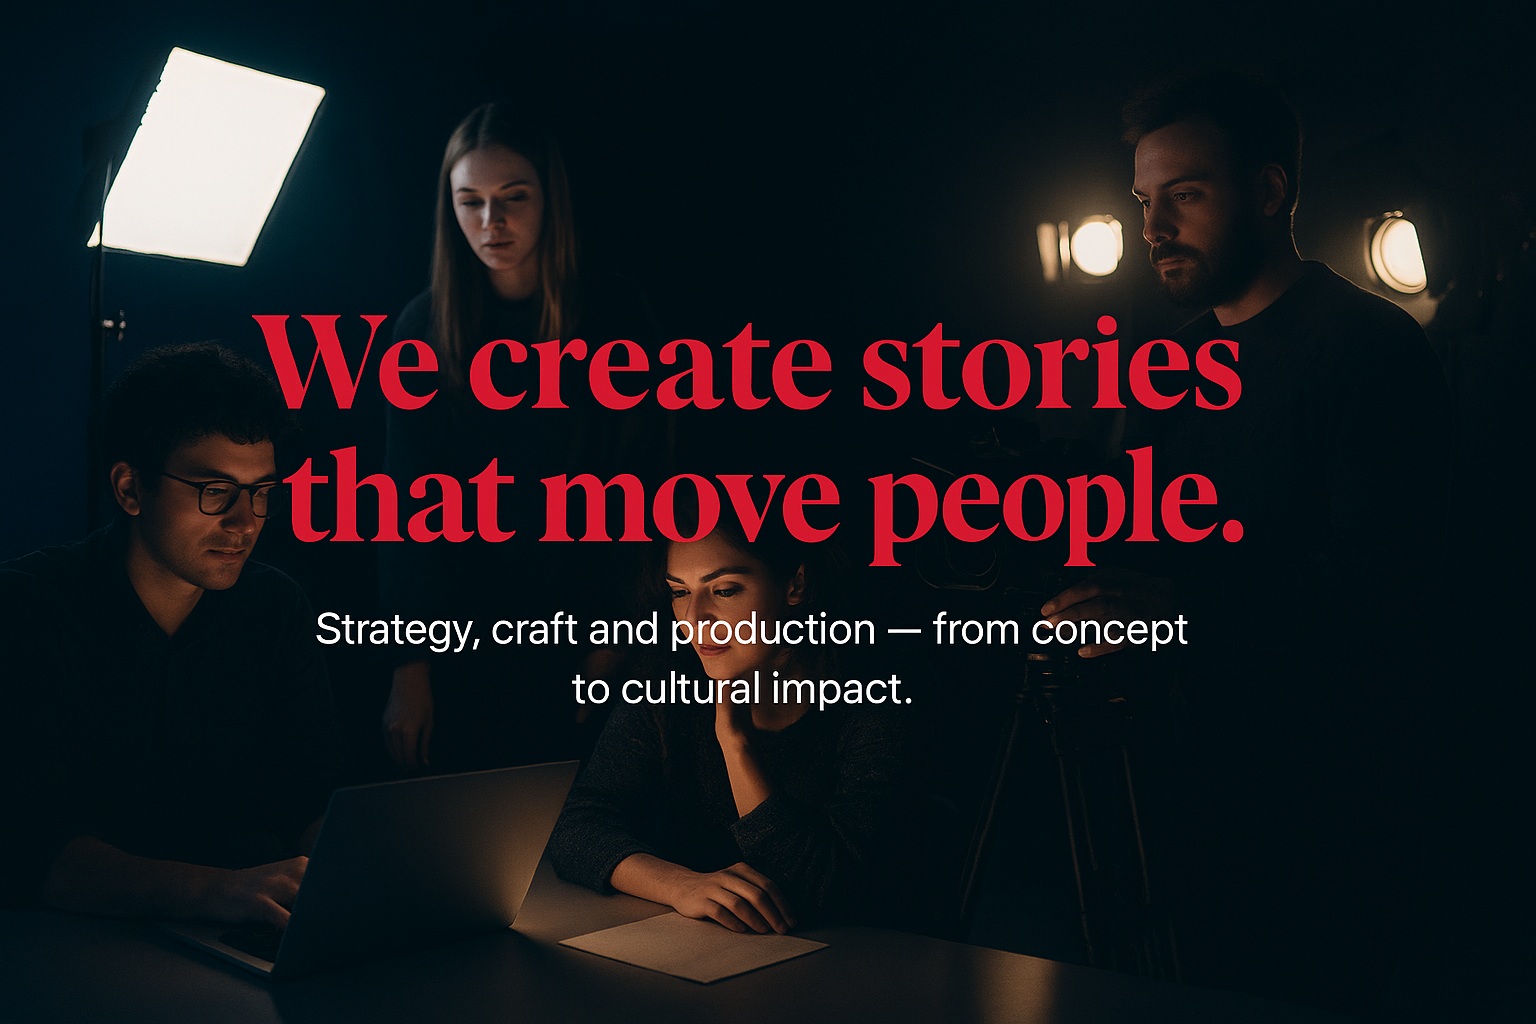 We create stories
that move people.
Strategy, craft and production — from concept
to cultural impact.